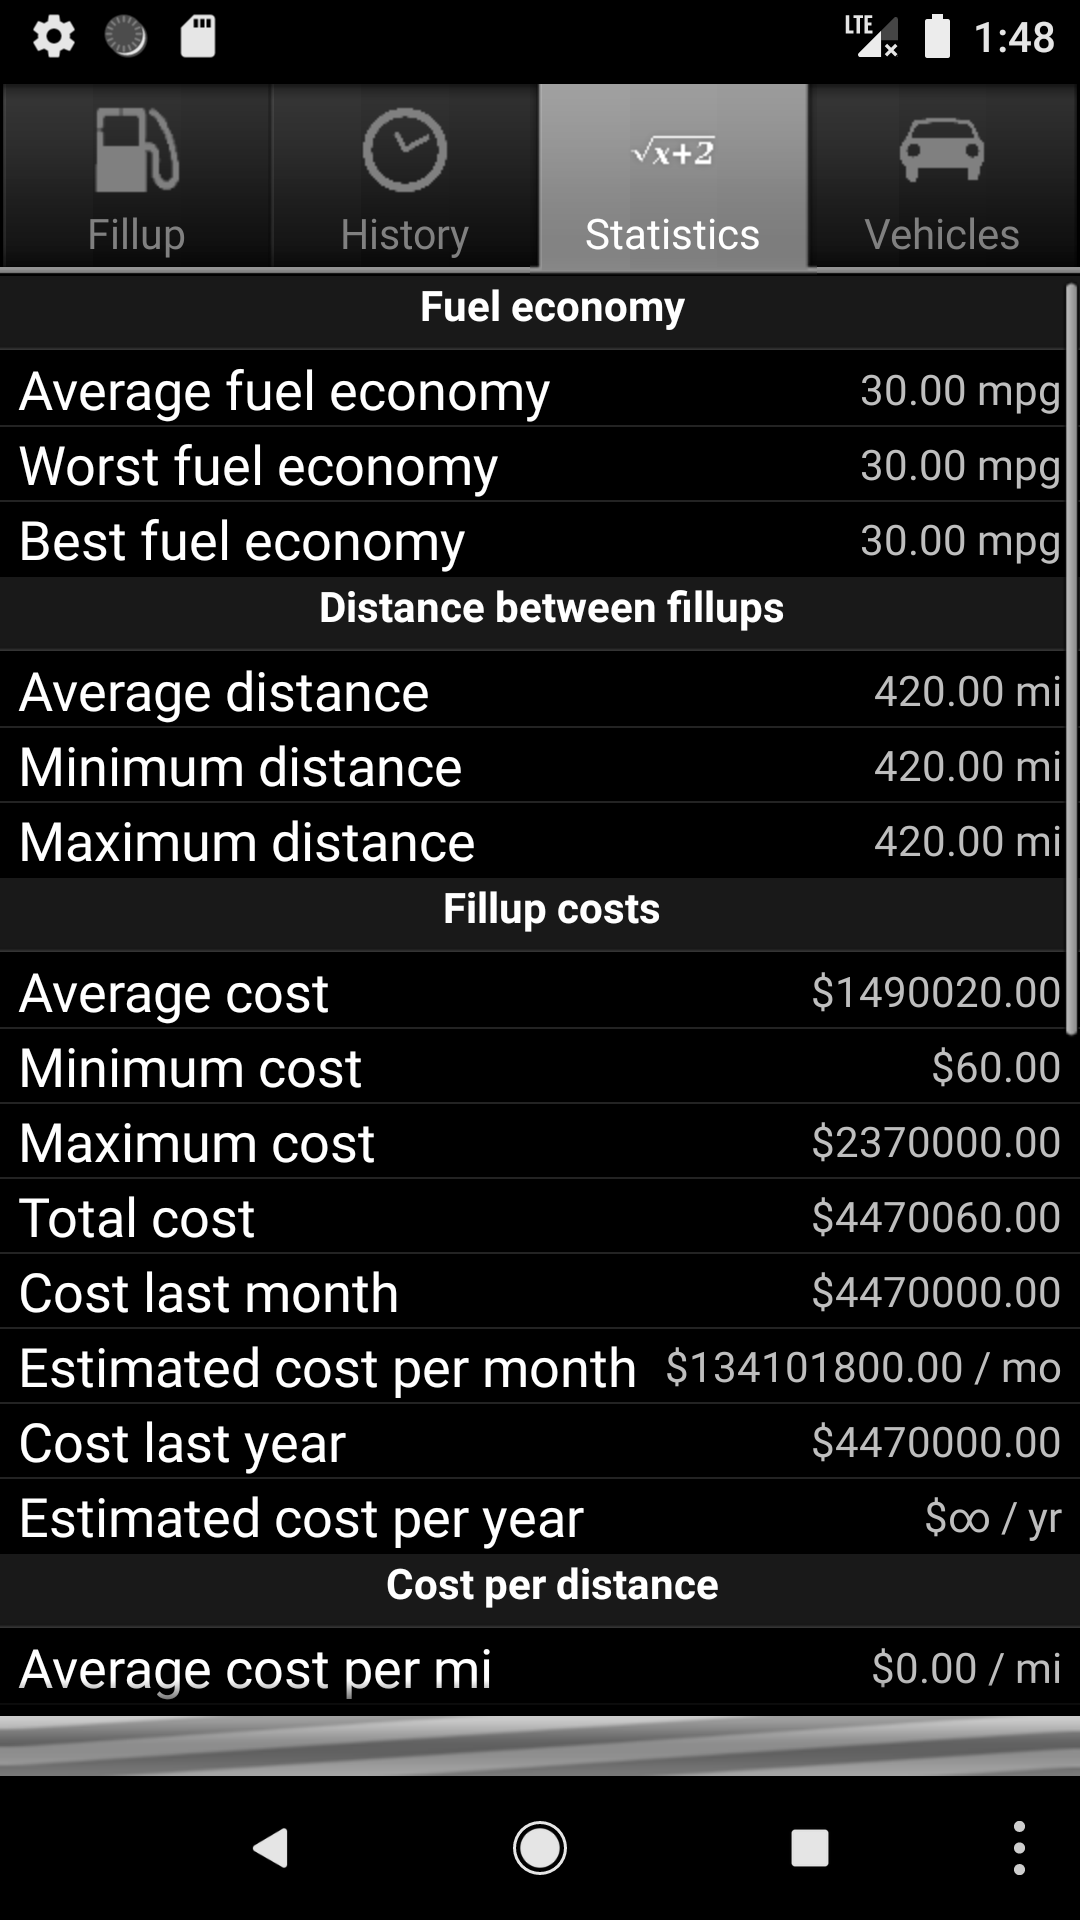 LTE 1:48
√x+2
Fillup History Statistics Vehicles
Fuel economy
Average fuel economy 30.00 mpg
Worst fuel economy 30.00 mpg
Best fuel economy 30.00 mpg
Distance between fillups
Average distance 420.00 mi
Minimum distance 420.00 mi
Maximum distance 420.00 mi
Fillup costs
Average cost $1490020.00
Minimum cost $60.00
Maximum cost $2370000.00
Total cost $4470060.00
Cost last month $4470000.00
Estimated cost per month $134101800.00 / mo
Cost last year $4470000.00
Estimated cost per year $∞ / yr
Cost per distance
Average cost per mi $0.00 / mi